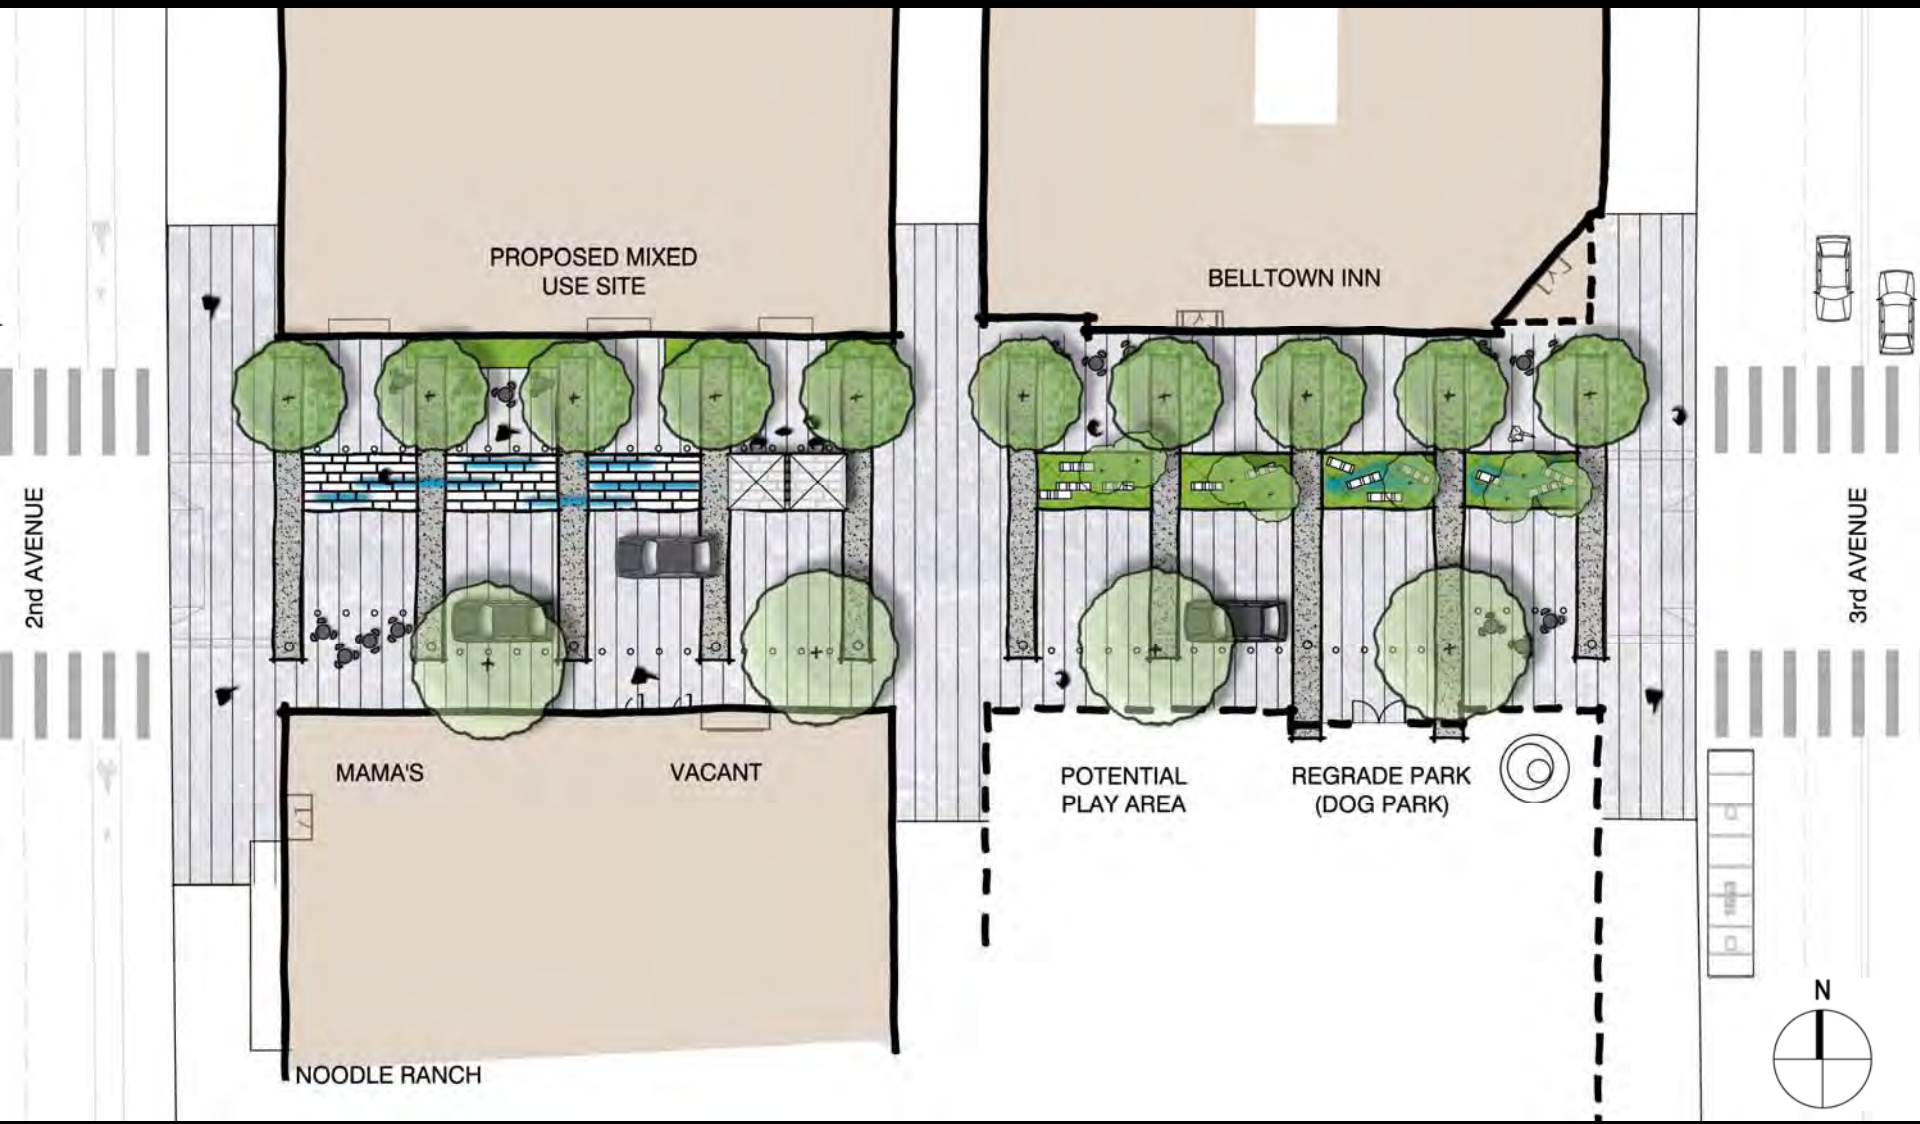 PROPOSED MIXED
USE SITE
BELLTOWN INN
2nd AVENUE
3rd AVENUE
MAMA'S
VACANT
POTENTIAL
PLAY AREA
REGRADE PARK
(DOG PARK)
NOODLE RANCH
N